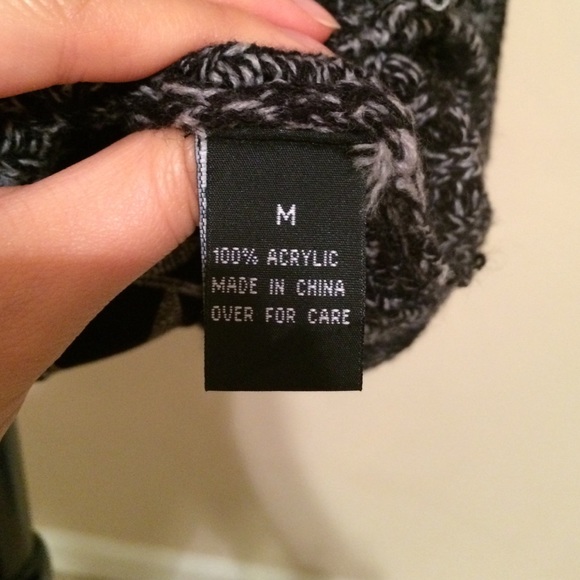 M
100% ACRYLIC
MADE IN CHINA
OVER FOR CARE